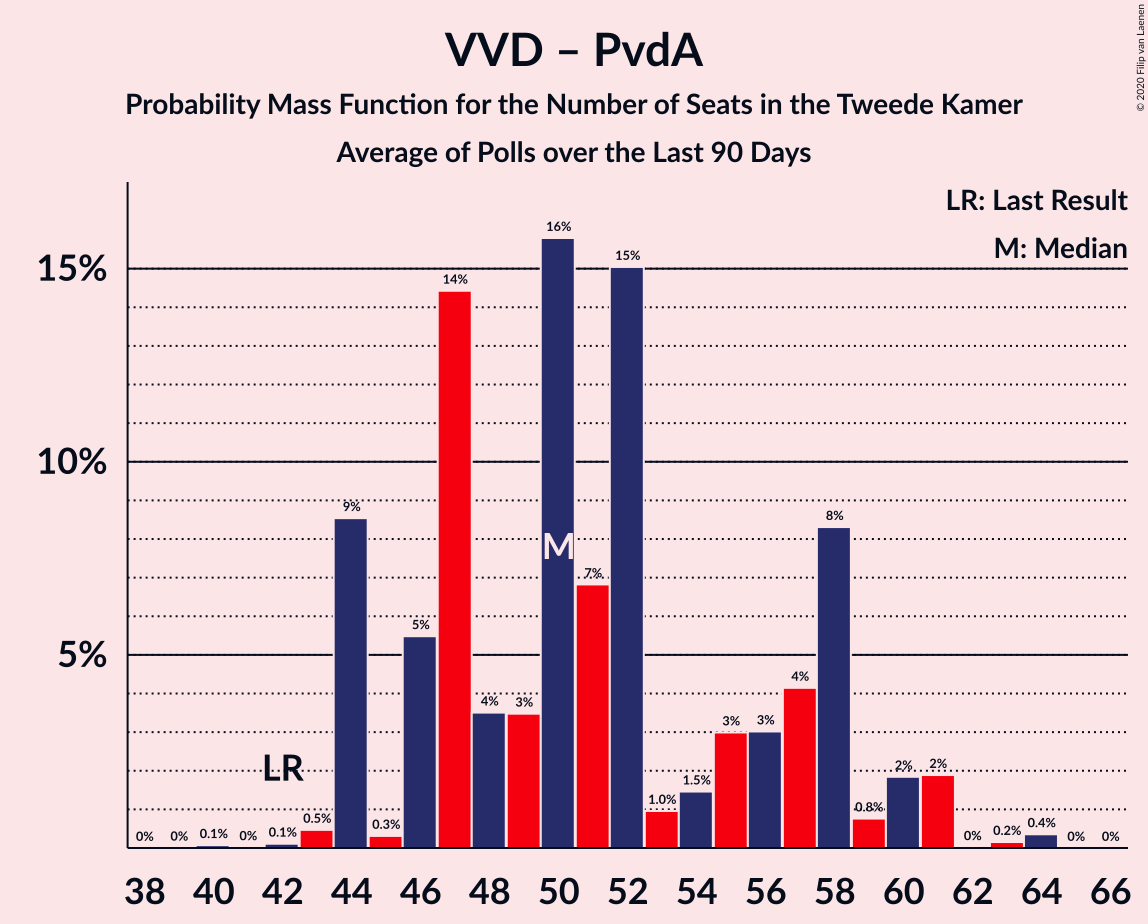 VVD – PvdA
Probability Mass Function for the Number of Seats in the Tweede Kamer
Average of Polls over the Last 90 Days
© 2020 Filip van Laenen
LR: Last Result
M: Median
15%
10%
5%
0% 0% 0.1% 0% 0.1% 0.5% 9% 0.3% 5% 14% 4% 3% 16% 7% 15% 1.0% 1.5% 3% 3% 4% 8% 0.8% 2% 2% 0% 0.2% 0.4% 0% 0%
LR
M
38 40 42 44 46 48 50 52 54 56 58 60 62 64 66